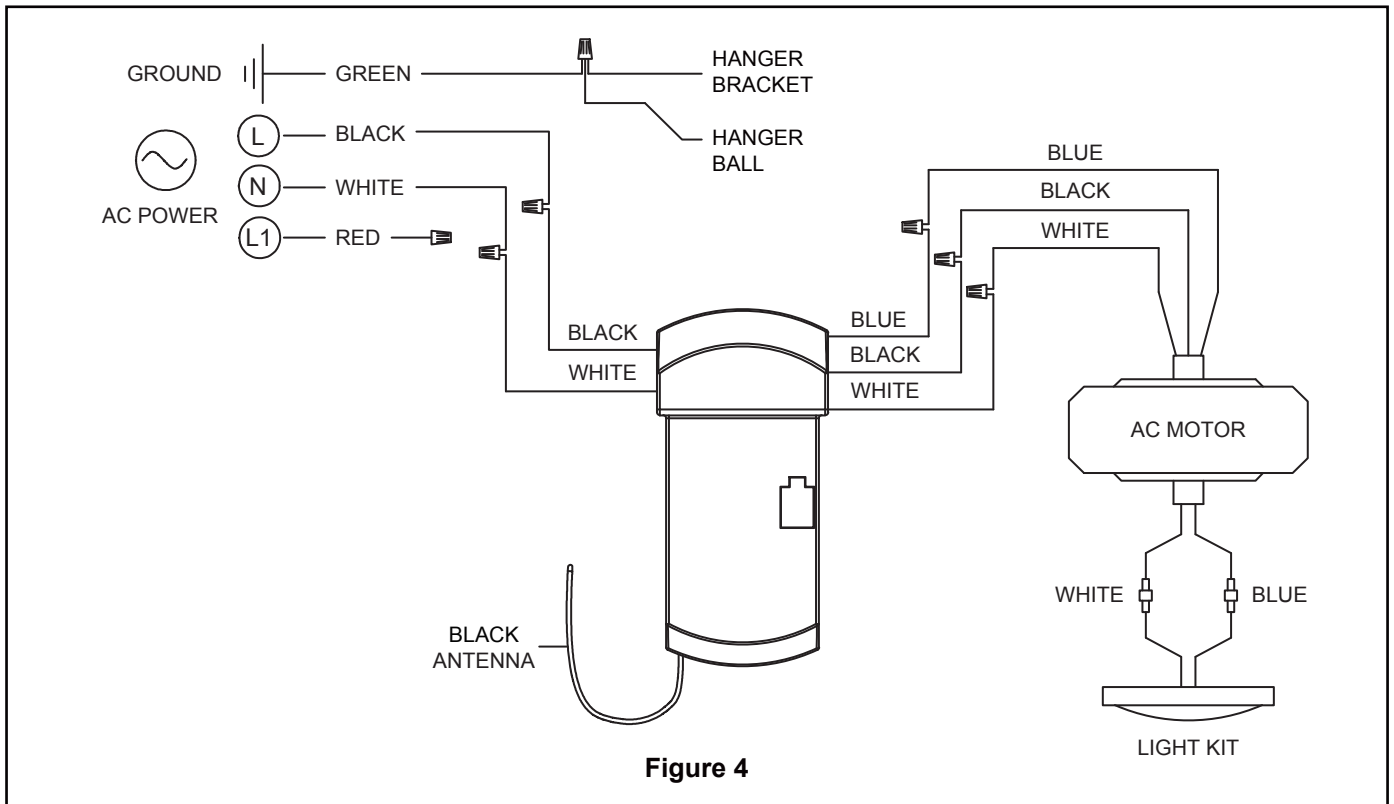 GROUND
GREEN
HANGER
BRACKET
HANGER
BALL
L
BLACK
N
WHITE
AC POWER
L1
RED
BLUE
BLACK
WHITE
BLACK
WHITE
BLUE
BLACK
WHITE
AC MOTOR
WHITE
BLUE
BLACK
ANTENNA
LIGHT KIT
Figure 4